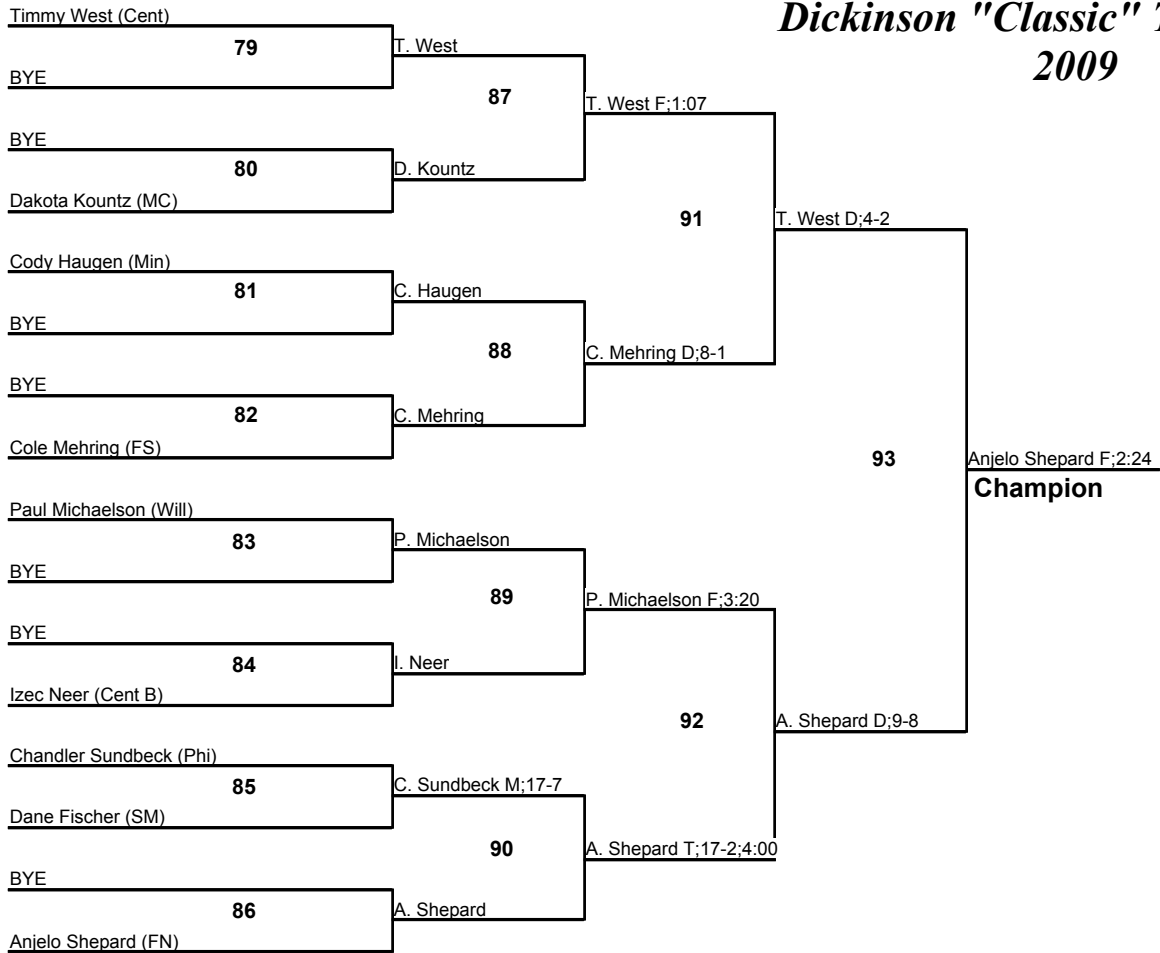 Dickinson "Classic" T
2009
Timmy West (Cent)
79
BYE
T. West
87
BYE
80
Dakota Kountz (MC)
D. Kountz
T. West F;1:07
91
Cody Haugen (Min)
81
BYE
C. Haugen
88
BYE
82
Cole Mehring (FS)
C. Mehring
C. Mehring D;8-1
T. West D;4-2
93
Paul Michaelson (Will)
83
BYE
P. Michaelson
89
BYE
84
Izec Neer (Cent B)
I. Neer
P. Michaelson F;3:20
92
Chandler Sundbeck (Phi)
85
Dane Fischer (SM)
C. Sundbeck M;17-7
90
BYE
86
Anjelo Shepard (FN)
A. Shepard
A. Shepard T;17-2;4:00
A. Shepard D;9-8
Anjelo Shepard F;2:24
Champion